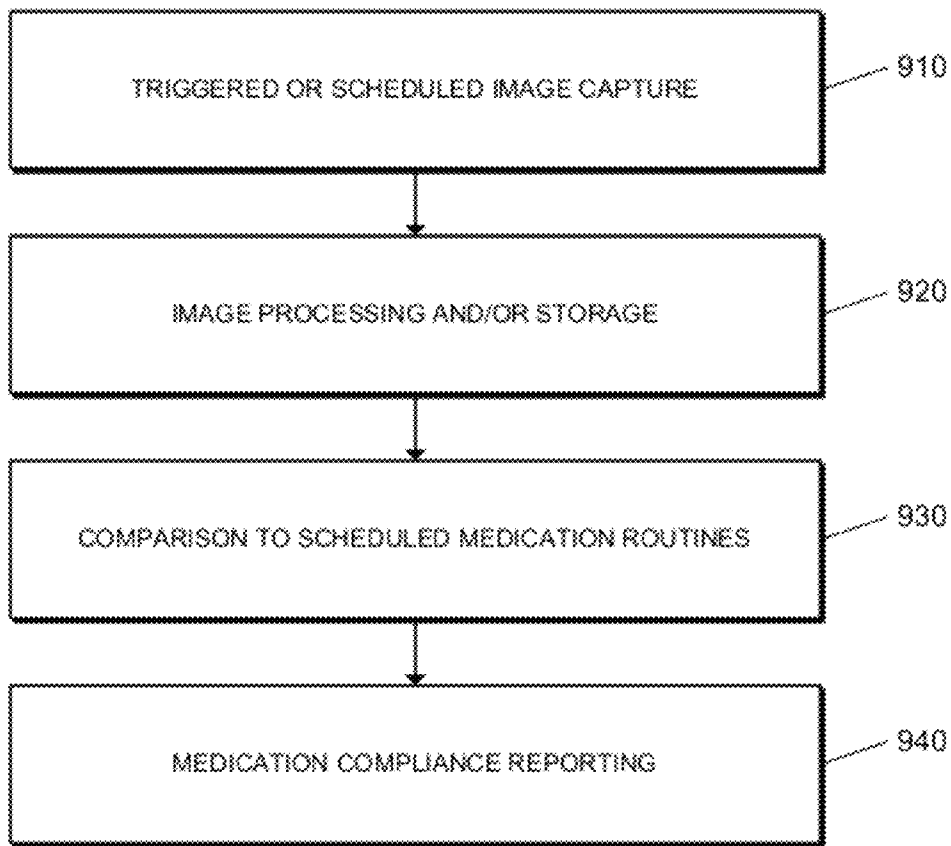 TRIGGERED OR SCHEDULED IMAGE CAPTURE
910
IMAGE PROCESSING AND/OR STORAGE
920
COMPARISON TO SCHEDULED MEDICATION ROUTINES
930
MEDICATION COMPLIANCE REPORTING
940